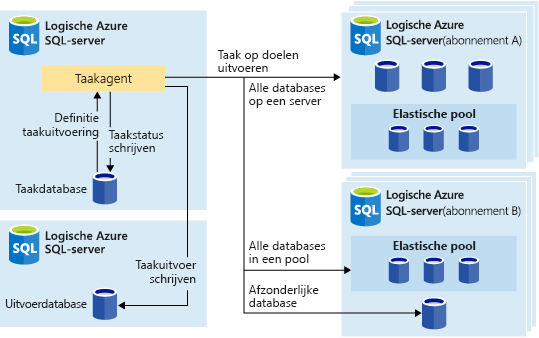 Logische Azure
SQL-server
SQL
Taakagent
Definitie
taakuitvoering
Taakstatus
schrijven
Taakdatabase
Logische Azure
SQL-server
SQL
Taakuitvoer
schrijven
Uitvoerdatabase
Taak op doelen
uitvoeren
Alle databases
op een server
Alle databases
in een pool
Afzonderlijke
database
Logische Azure
SQL-server(abonnement A)
SQL
Elastische pool
Logische Azure
SQL-server(abonnement B)
SQL
Elastische pool